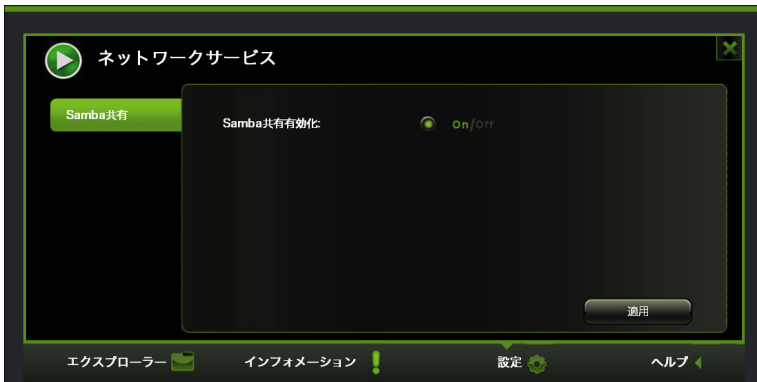 ネットワークサービス
Samba共有
Samba共有有効化:
On/Off
適用
エクスプローラー
インフォメーション
設定
ヘルプ